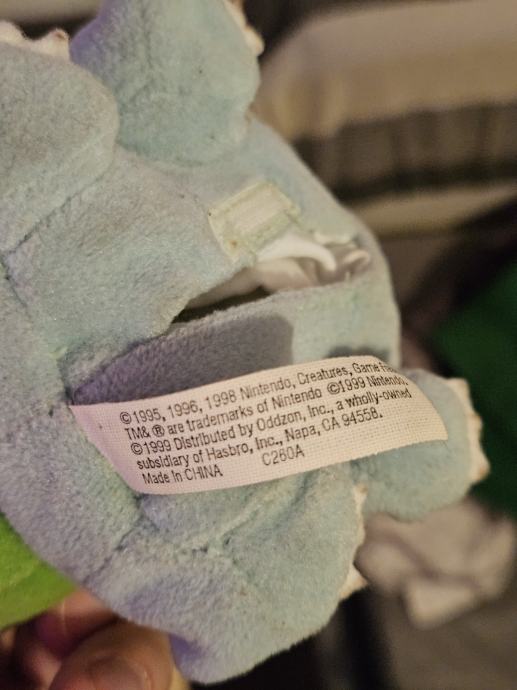 ©1995, 1996, 1998 Nintendo, Creatures, Game
TM& ® are trademarks of Nintendo ©1999 Nintendo.
©1999 Distributed by Oddzon, Inc., a wholly-owned
subsidiary of Hasbro, Inc., Napa, CA 94558.
Made In CHINA C260A